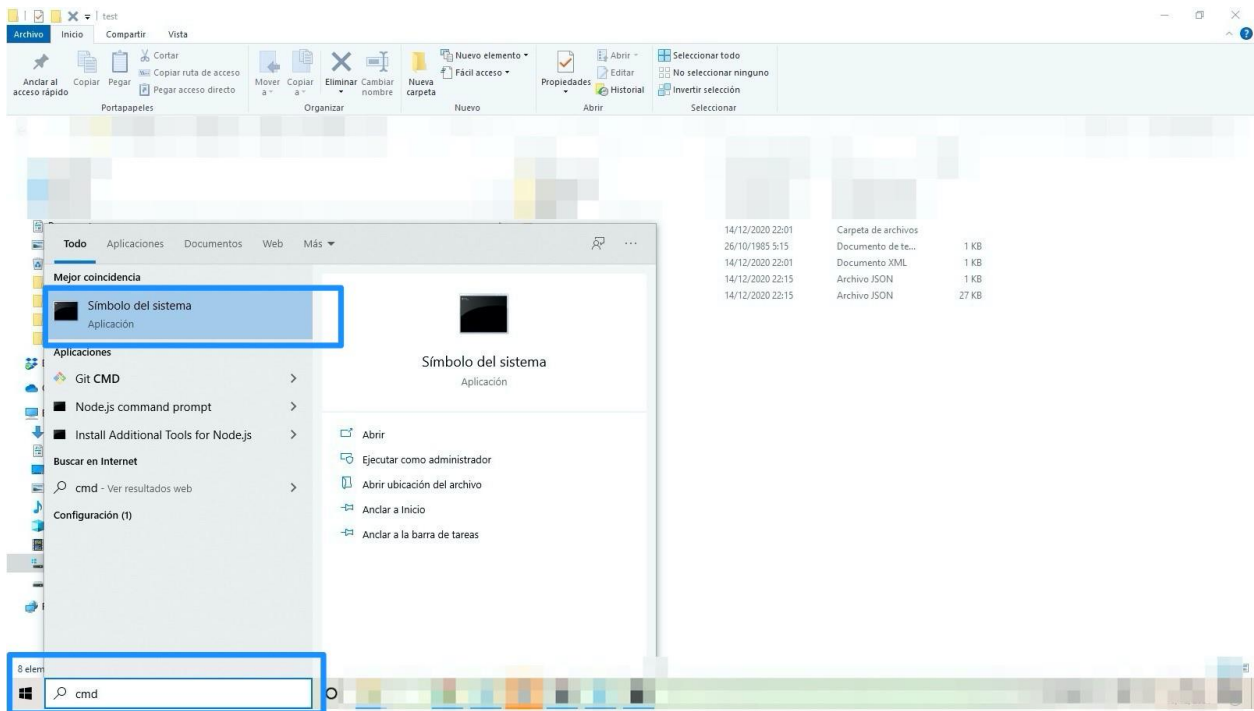 test
Archivo Inicio Compartir Vista
Anclar al acceso rápido
Copiar
Pegar
Cortar
Copiar ruta de acceso
Pegar acceso directo
Portapapeles
Mover a
Copiar a
Eliminar
Cambiar nombre
Organizar
Nueva carpeta
Nuevo elemento
Fácil acceso
Nuevo
Propiedades
Abrir
Editar
Historial
Abrir
Seleccionar todo
No seleccionar ninguno
Invertir selección
Seleccionar
14/12/2020 22:01 Carpeta de archivos
26/10/1985 5:15 Documento de te... 1 KB
14/12/2020 22:01 Documento XML 1 KB
14/12/2020 22:15 Archivo JSON 1 KB
14/12/2020 22:15 Archivo JSON 27 KB
Todo Aplicaciones Documentos Web Más
Mejor coincidencia
Símbolo del sistema
Aplicación
Aplicaciones
Git CMD
Node.js command prompt
Install Additional Tools for Node.js
Buscar en Internet
cmd - Ver resultados web
Configuración (1)
Símbolo del sistema
Aplicación
Abrir
Ejecutar como administrador
Abrir ubicación del archivo
Anclar a Inicio
Anclar a la barra de tareas
8 elem
cmd